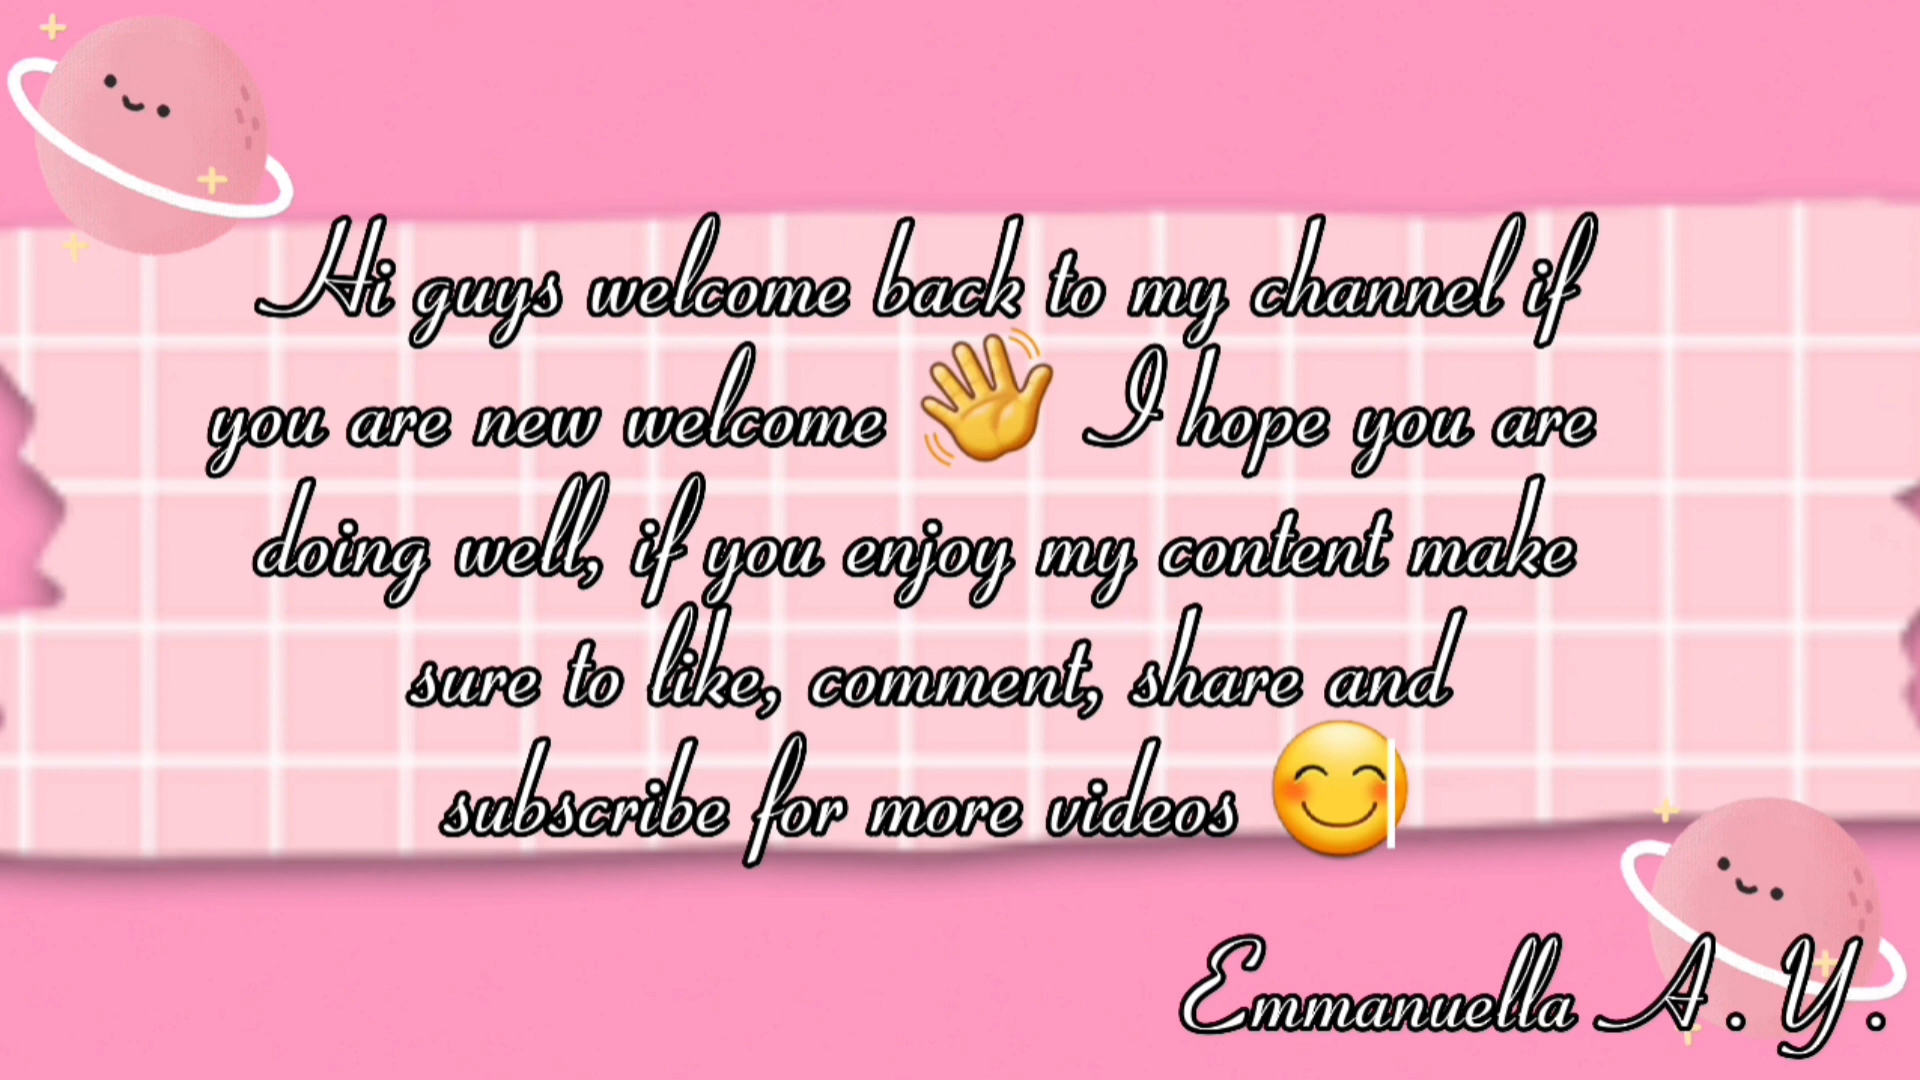 Hi guys welcome back to my channel if
you are new welcome 👋 I hope you are
doing well, if you enjoy my content make
sure to like, comment, share and
subscribe for more videos 😊
Emmanuella A. Y.